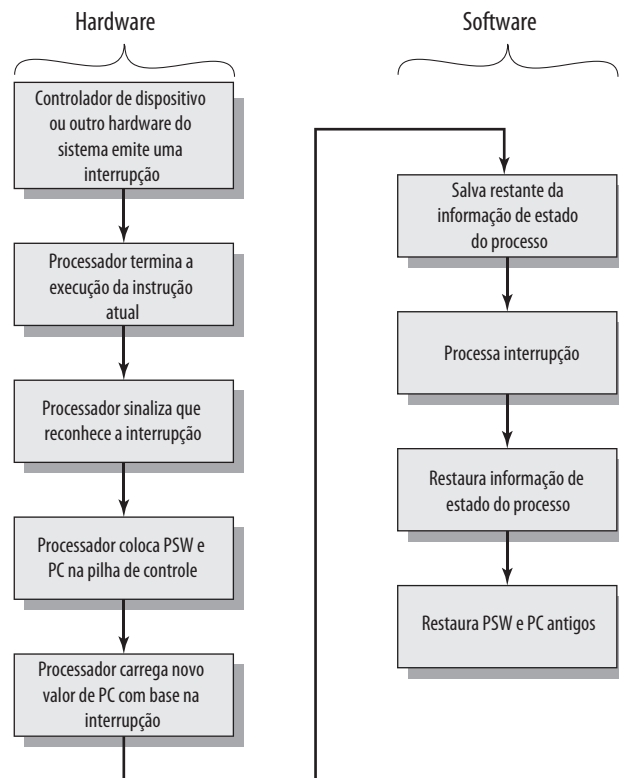 Hardware
Controlador de dispositivo
ou outro hardware do
sistema emite uma
interrupção
Processador termina a
execução da instrução
atual
Processador sinaliza que
reconhece a interrupção
Processador coloca PSW e
PC na pilha de controle
Processador carrega novo
valor de PC com base na
interrupção
Software
Salva restante da
informação de estado
do processo
Processa interrupção
Restaura informação de
estado do processo
Restaura PSW e PC antigos